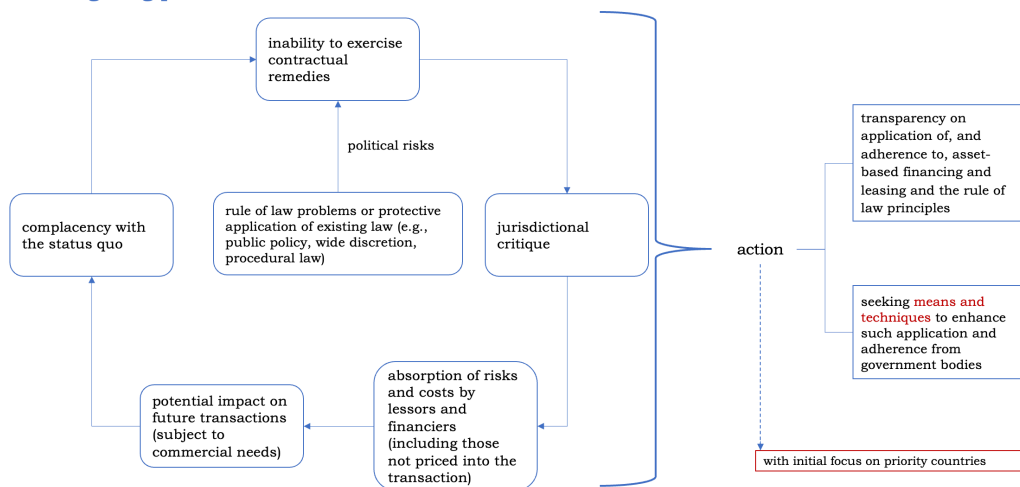 inability to exercise
contractual
remedies
political risks
complacency with
the status quo
rule of law problems or protective
application of existing law (e.g.,
public policy, wide discretion,
procedural law)
jurisdictional
critique
potential impact on
future transactions
(subject to
commercial needs)
absorption of risks
and costs by
lessors and
financiers
(including those
not priced into the
transaction)
action
transparency on
application of, and
adherence to, asset-
based financing and
leasing and the rule of
law principles
seeking means and
techniques to enhance
such application and
adherence from
government bodies
with initial focus on priority countries